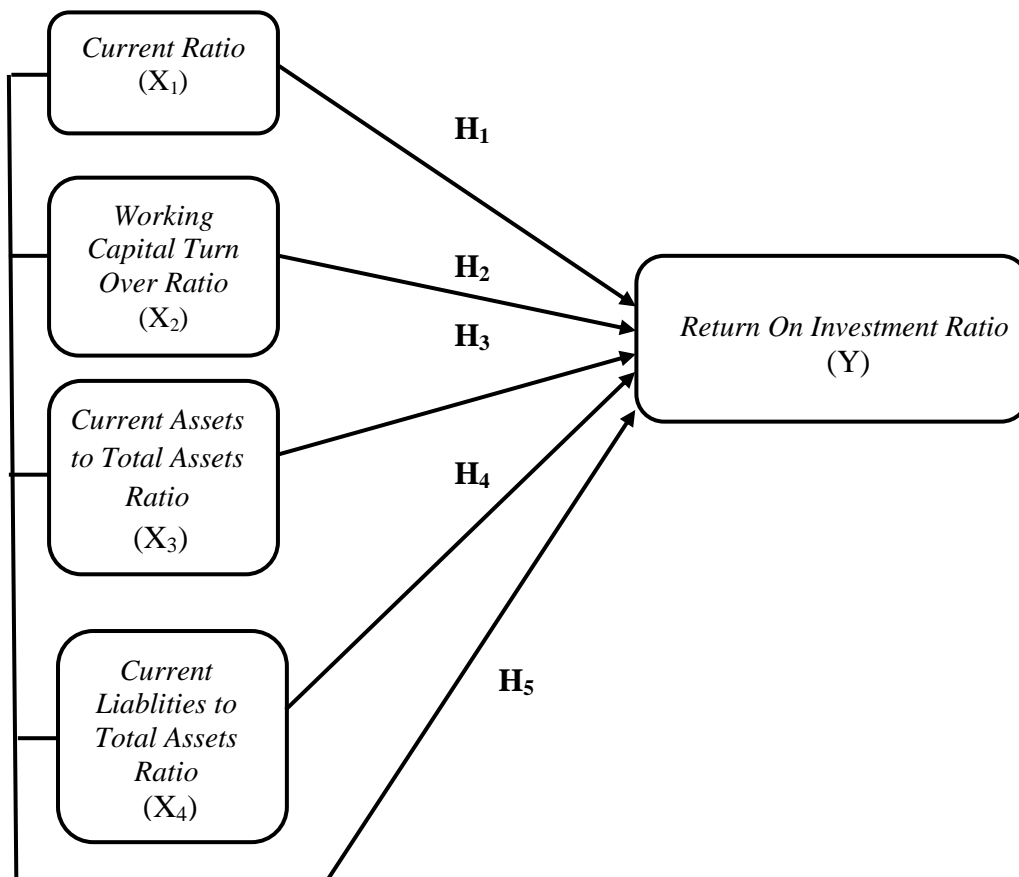 Current Ratio
(X₁)
H₁
Working
Capital Turn
Over Ratio
(X₂)
H₂
H₃
Return On Investment Ratio
(Y)
Current Assets
to Total Assets
Ratio
(X₃)
H₄
Current
Liablities to
Total Assets
Ratio
(X₄)
H₅